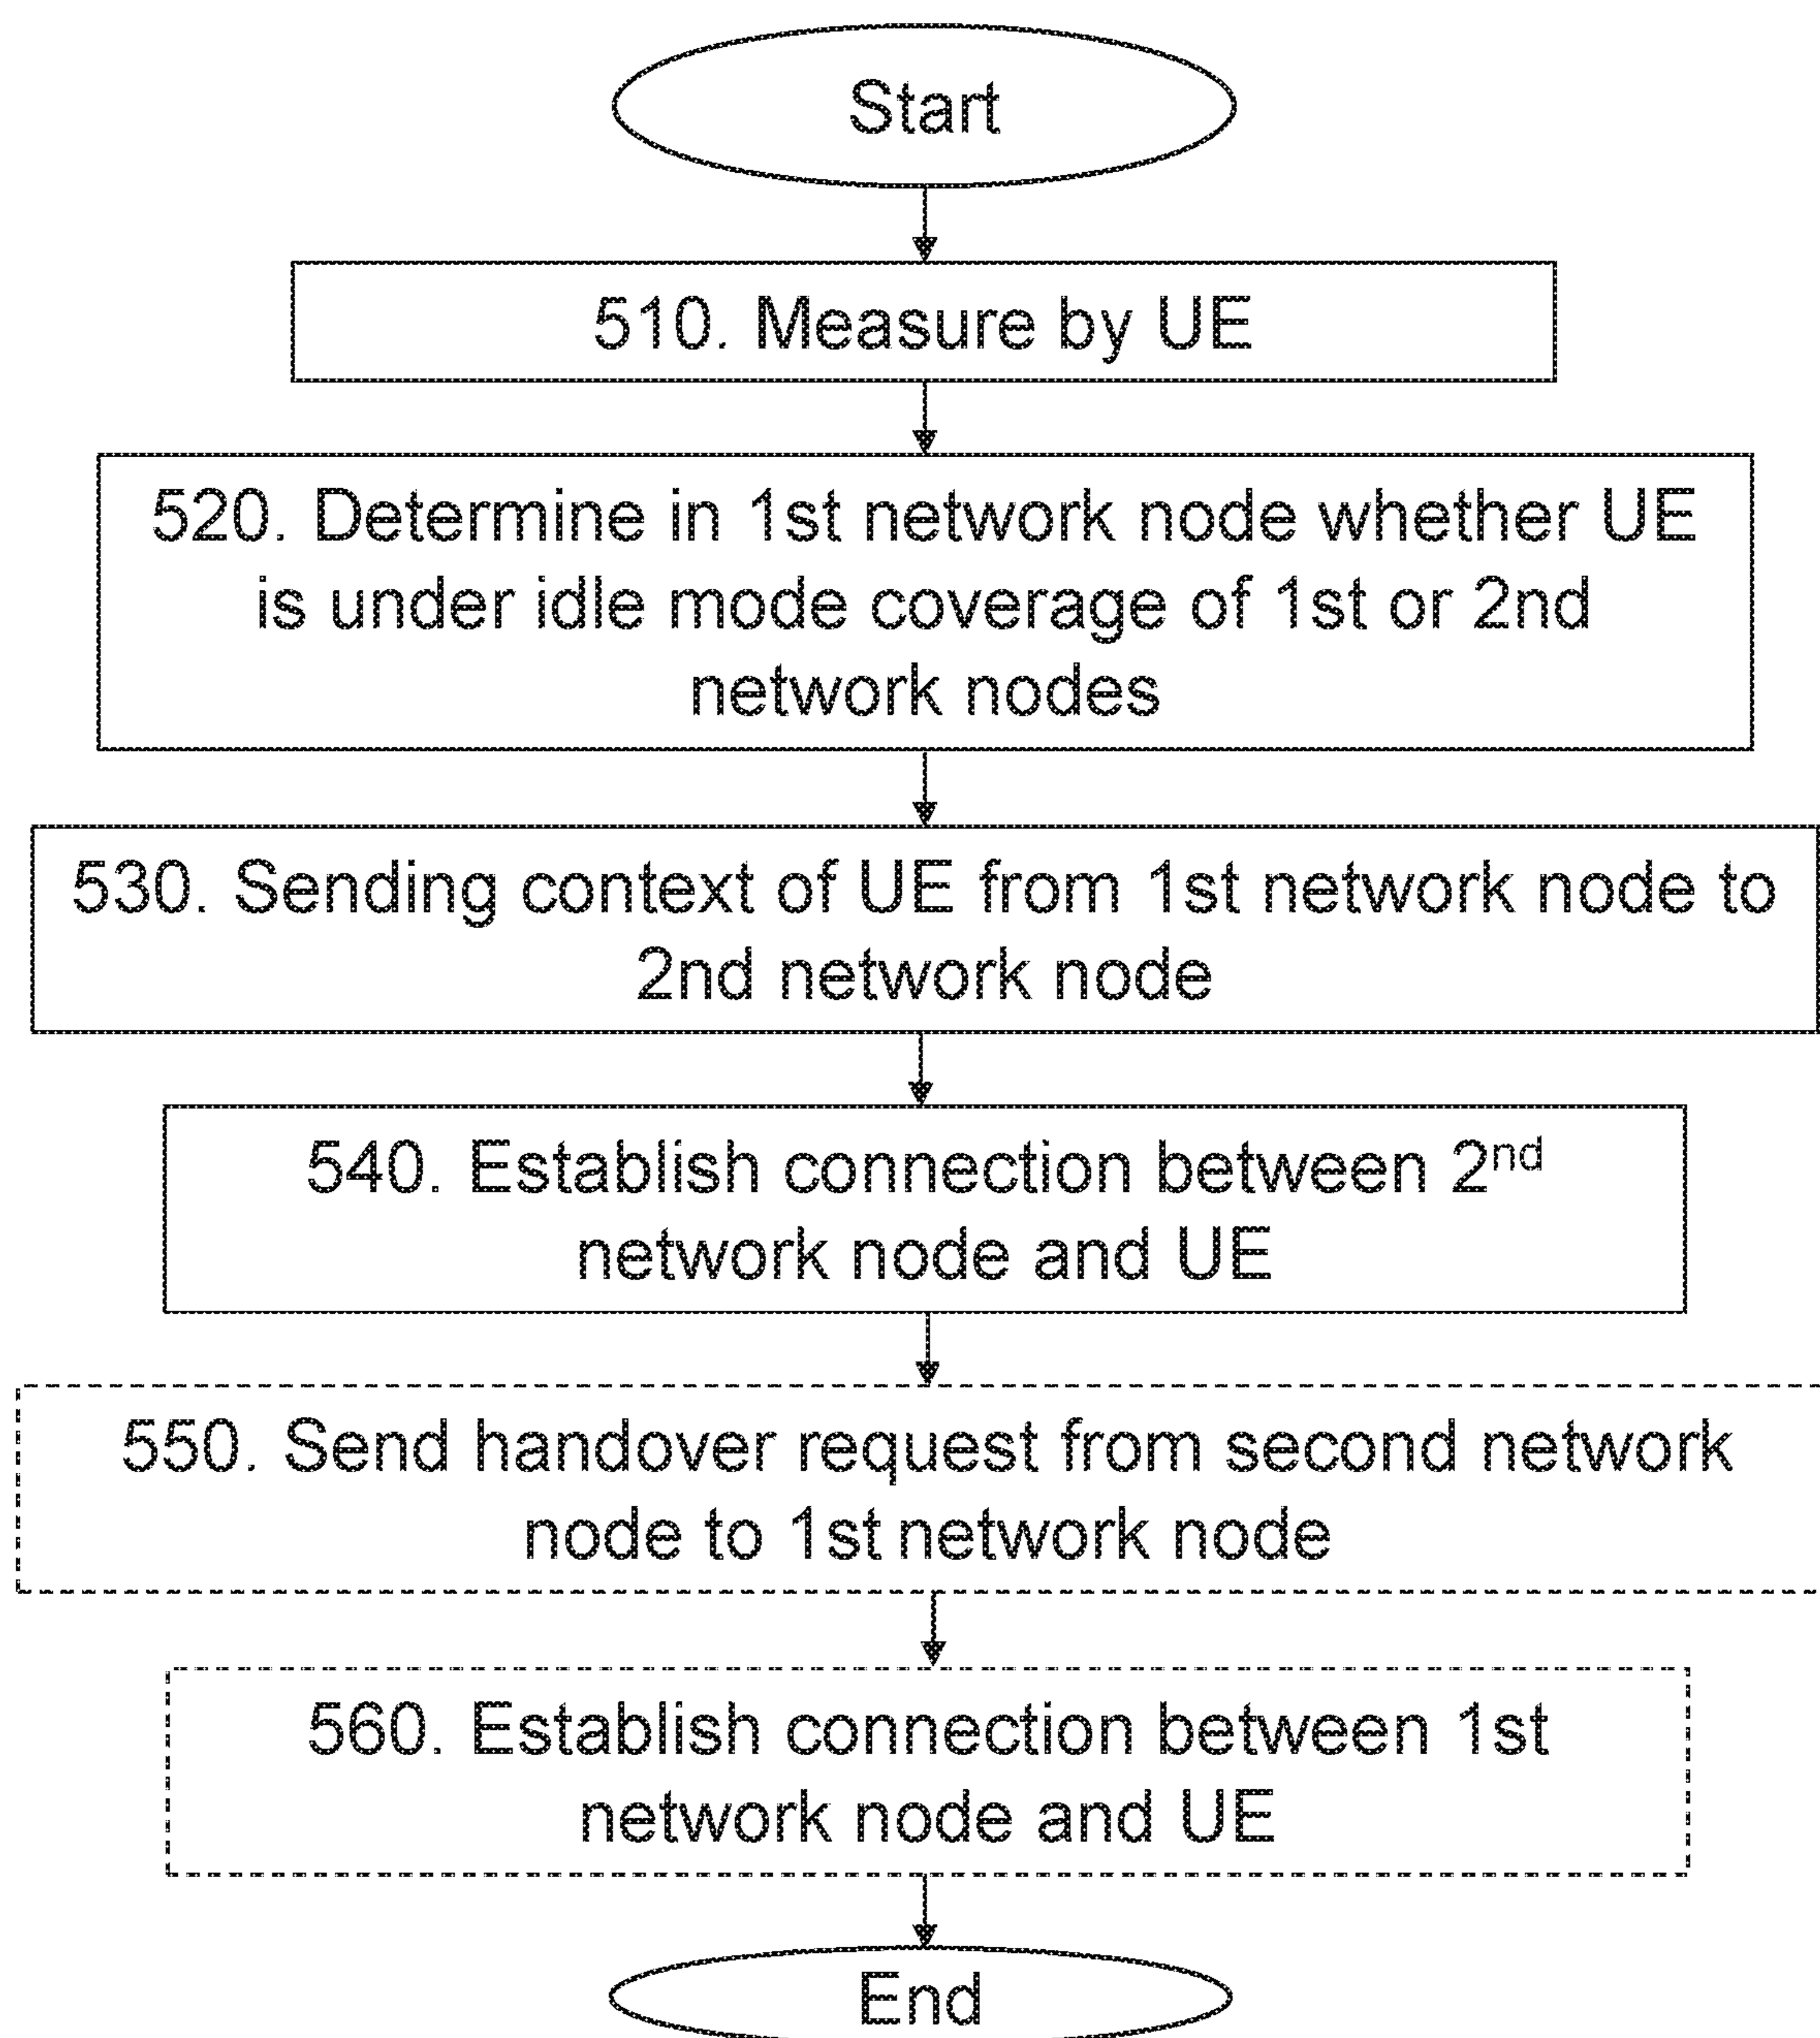 Start
510. Measure by UE
520. Determine in 1st network node whether UE
is under idle mode coverage of 1st or 2nd
network nodes
530. Sending context of UE from 1st network node to
2nd network node
540. Establish connection between 2nd
network node and UE
550. Send handover request from second network
node to 1st network node
560. Establish connection between 1st
network node and UE
End